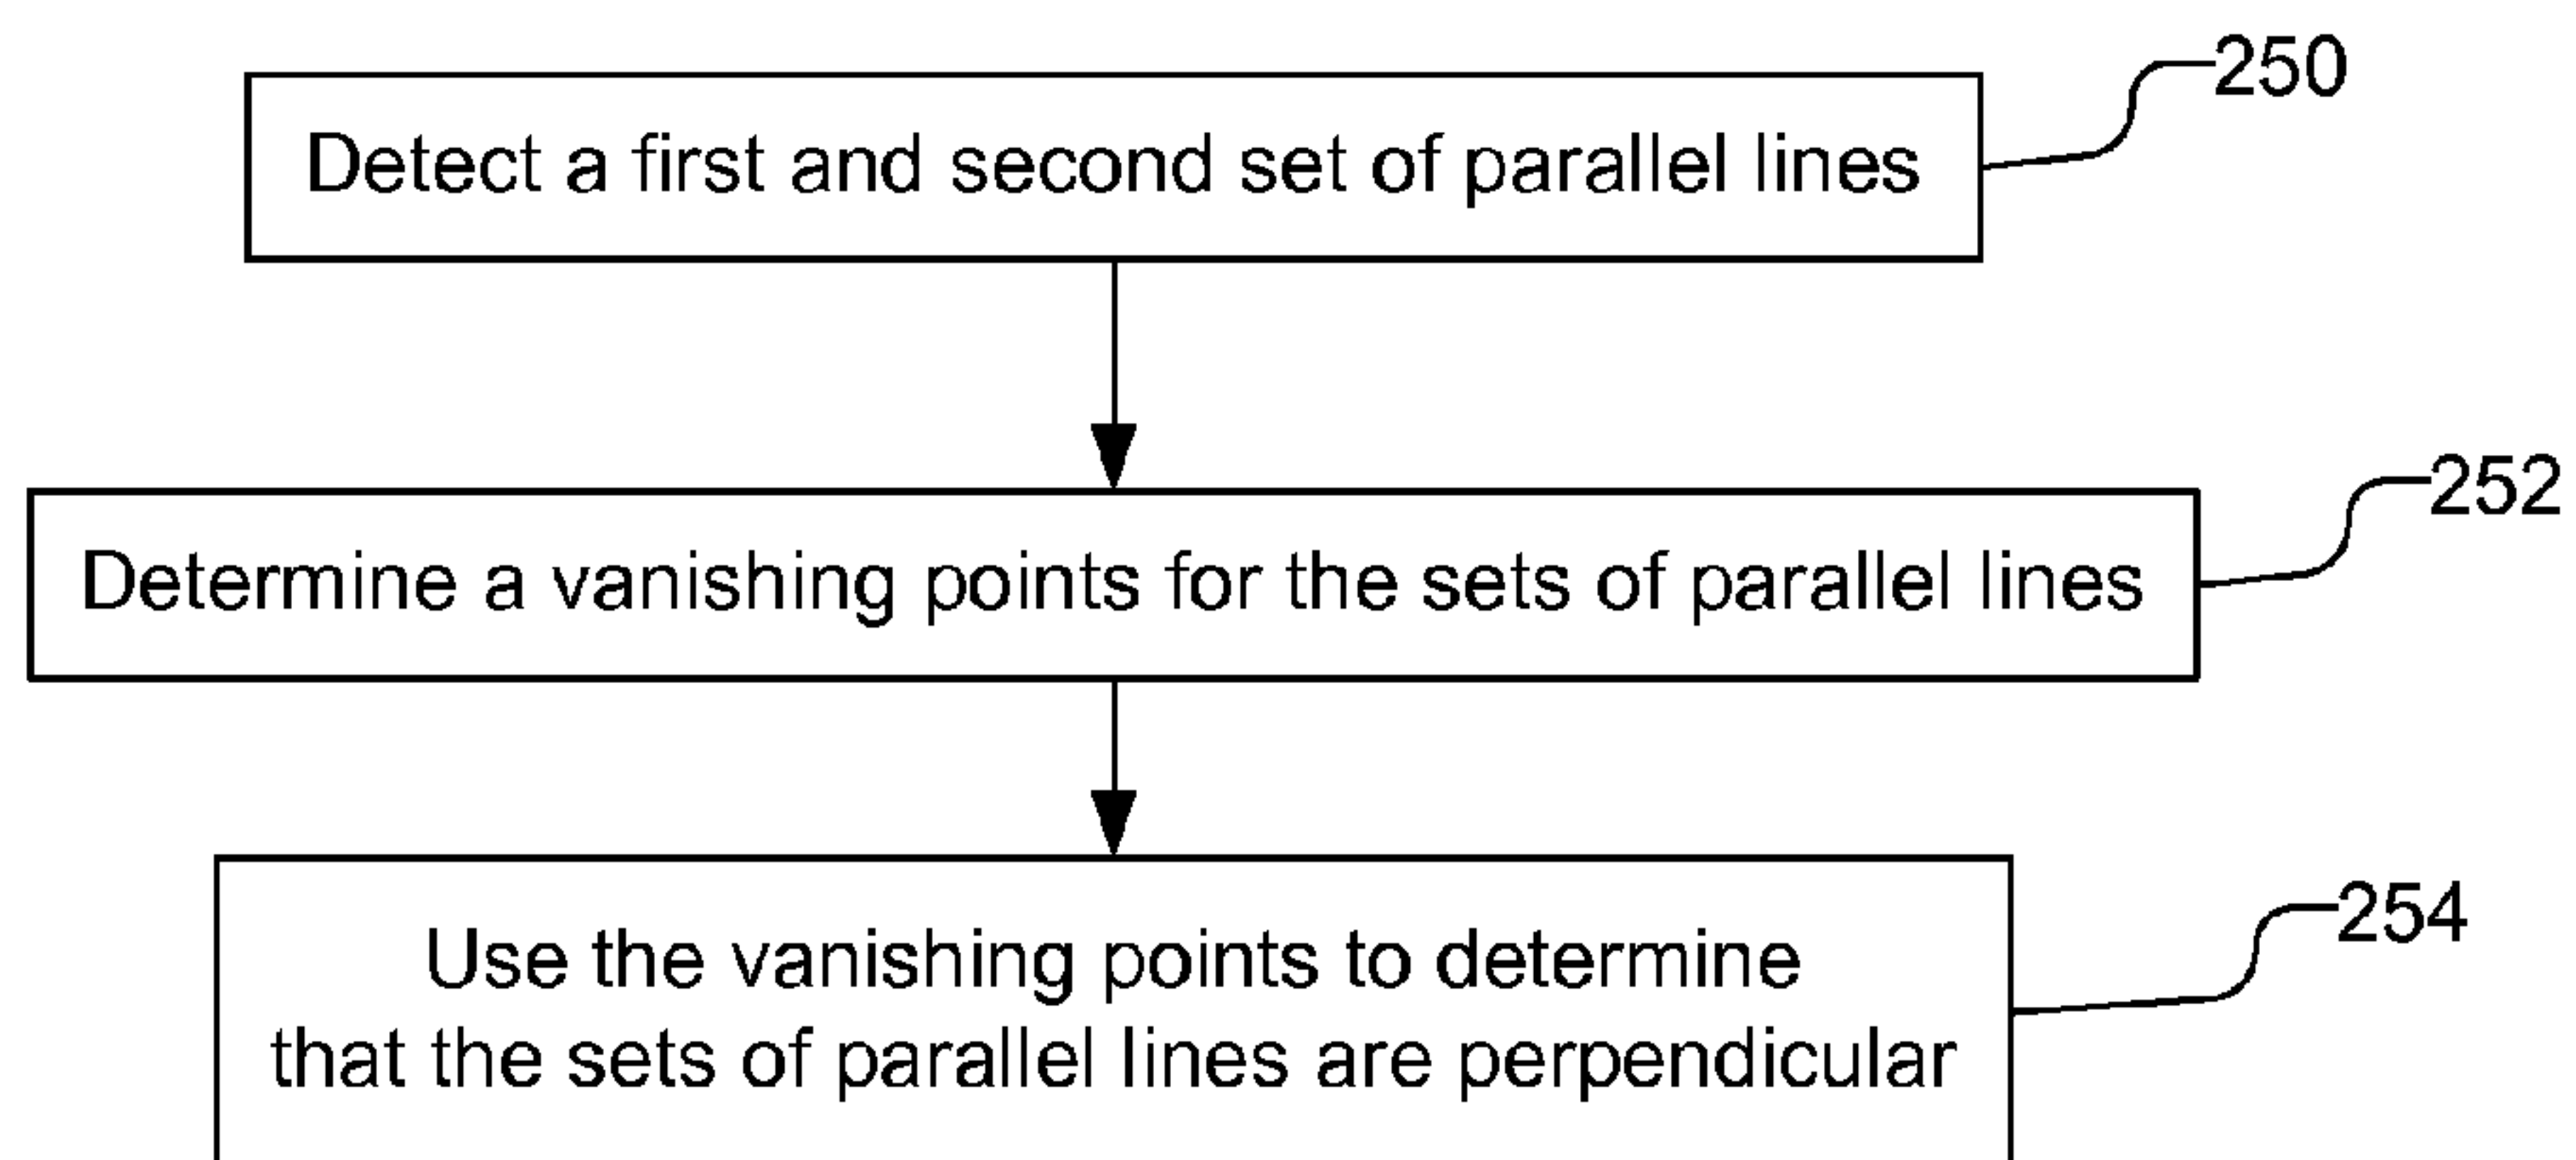 250
Detect a first and second set of parallel lines
252
Determine a vanishing points for the sets of parallel lines
254
Use the vanishing points to determine
that the sets of parallel lines are perpendicular